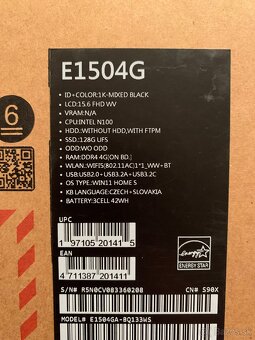 E1504G
• ID+COLOR:1K-MIXED BLACK
• LCD:15.6 FHD WV
• VRAM:N/A
• CPU:INTEL N100
• HDD:WITHOUT HDD,WITH FTPM
• SSD:128G UFS
• ODD:WO ODD
• RAM:DDR4 4G(ON BD.)
• WLAN:WIFI5(802.11AC)1*1_WW+BT
• USB:USB2.0+USB3.2A+USB3.2C
• OS TYPE:WIN11 HOME S
• KB LANGUAGE:CZECH+SLOVAKIA
• BATTERY:3CELL 42WH
6
UPC
1 97105 20141 5
EAN
4 711387 201411
energy
ENERGY STAR
S/N# R5N0CV083360208
CN# S90X
MODEL# E1504GA-BQ133WS